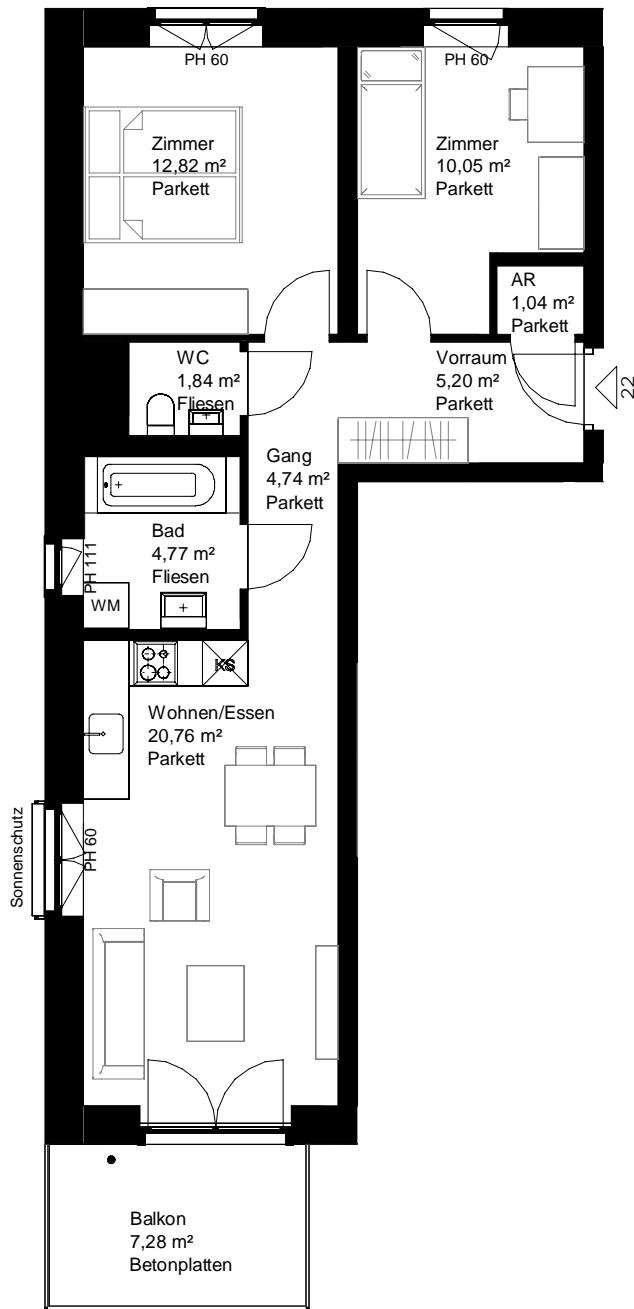 PH 60
PH 60
Zimmer
12,82 m²
Parkett
Zimmer
10,05 m²
Parkett
AR
1,04 m²
Parkett
WC
1,84 m²
Fliesen
Vorraum
5,20 m²
Parkett
22
Gang
4,74 m²
Parkett
Bad
4,77 m²
Fliesen
PH 111
WM
KS
Wohnen/Essen
20,76 m²
Parkett
Sonnenschutz
PH 60
Balkon
7,28 m²
Betonplatten